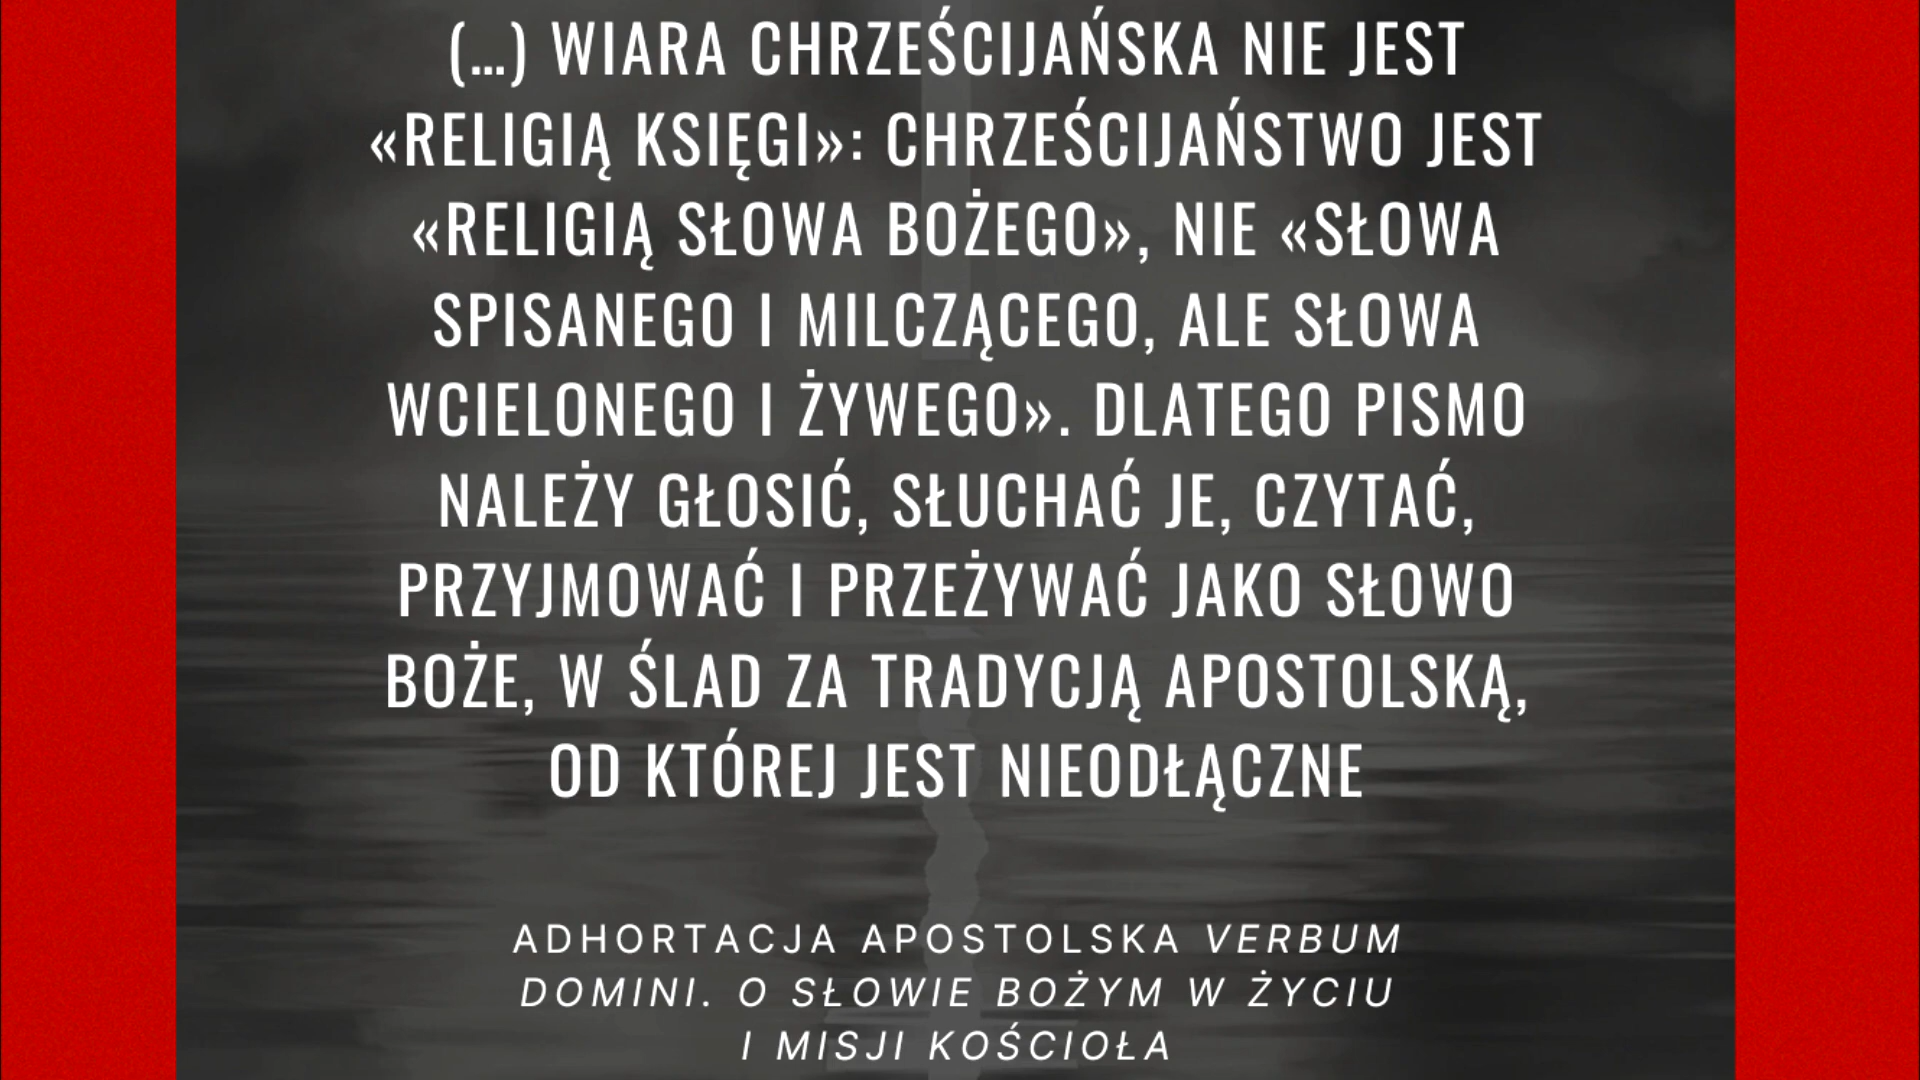 (...) WIARA CHRZEŚCIJAŃSKA NIE JEST
«RELIGIĄ KSIĘGI»: CHRZEŚCIJAŃSTWO JEST
«RELIGIĄ SŁOWA BOŻEGO», NIE «SŁOWA
SPISANEGO I MILCZĄCEGO, ALE SŁOWA
WCIELONEGO I ŻYWEGO». DLATEGO PISMO
NALEŻY GŁOSIĆ, SŁUCHAĆ JE, CZYTAĆ,
PRZYJMOWAĆ I PRZEŻYWAĆ JAKO SŁOWO
BOŻE, W ŚLAD ZA TRADYCJĄ APOSTOLSKĄ,
OD KTÓREJ JEST NIEODŁĄCZNE
ADHORTACJA APOSTOLSKA VERBUM
DOMINI. O SŁOWIE BOŻYM W ŻYCIU
I MISJI KOŚCIOŁA